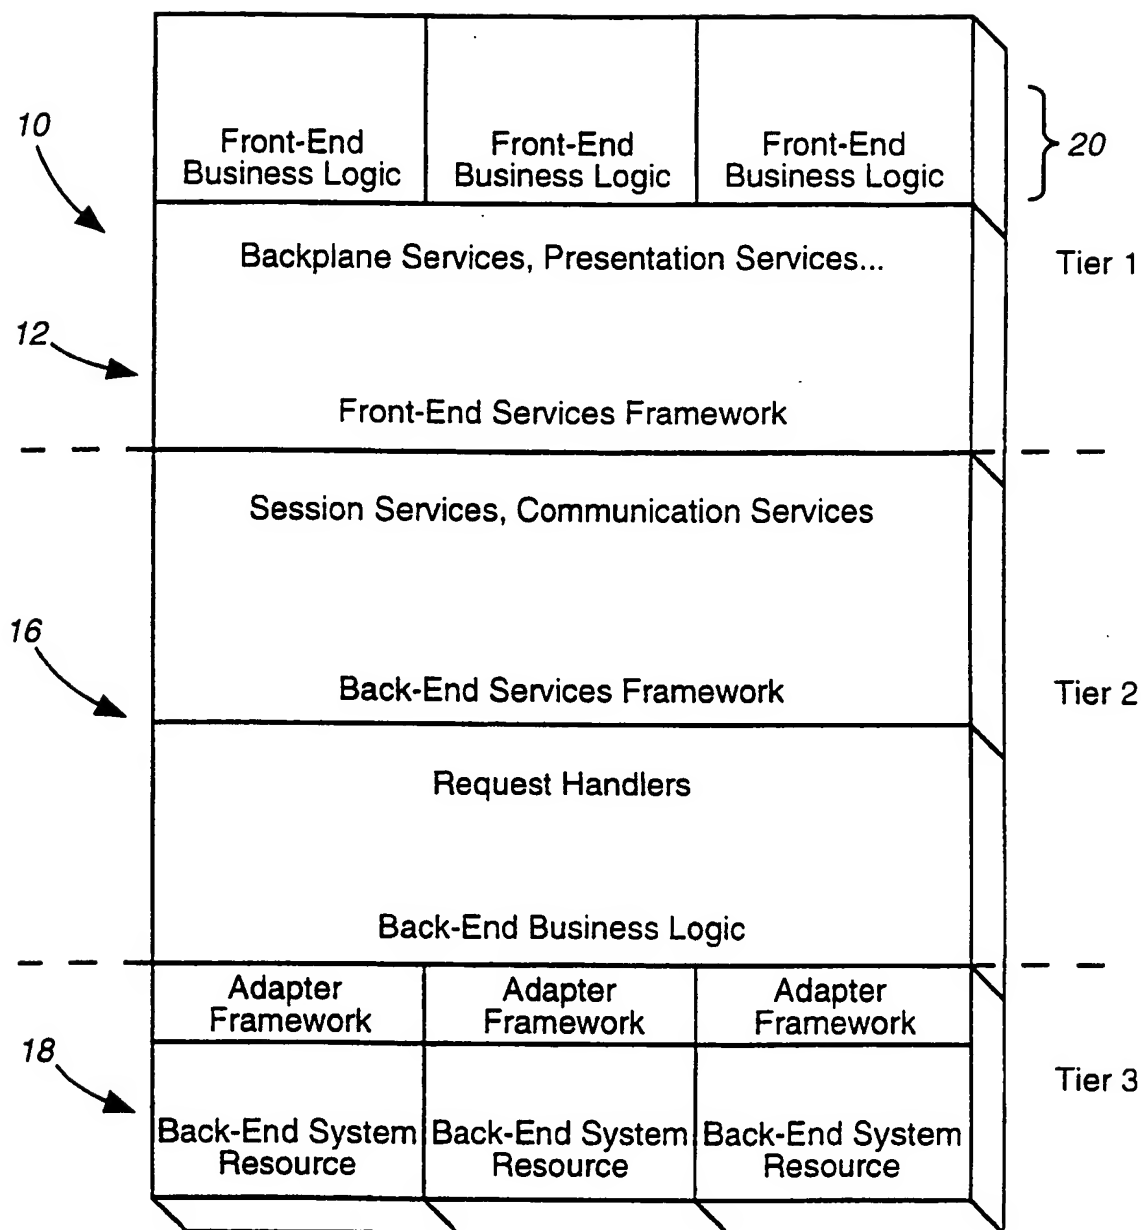 10
Front-End
Business Logic
Front-End
Business Logic
Front-End
Business Logic
20
Backplane Services, Presentation Services...
Tier 1
12
Front-End Services Framework
Session Services, Communication Services
16
Back-End Services Framework
Tier 2
Request Handlers
Back-End Business Logic
Adapter
Framework
Adapter
Framework
Adapter
Framework
18
Tier 3
Back-End System
Resource
Back-End System
Resource
Back-End System
Resource